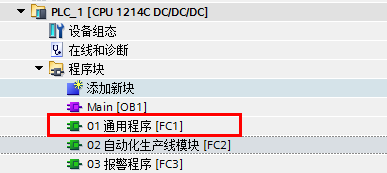 PLC_1 [CPU 1214C DC/DC/DC]
设备组态
在线和诊断
程序块
添加新块
Main [OB1]
01 通用程序 [FC1]
02 自动化生产线模块 [FC2]
03 报警程序 [FC3]